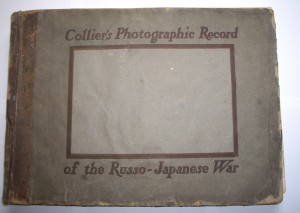 Collier's Photographic Record
of the Russo-Japanese War